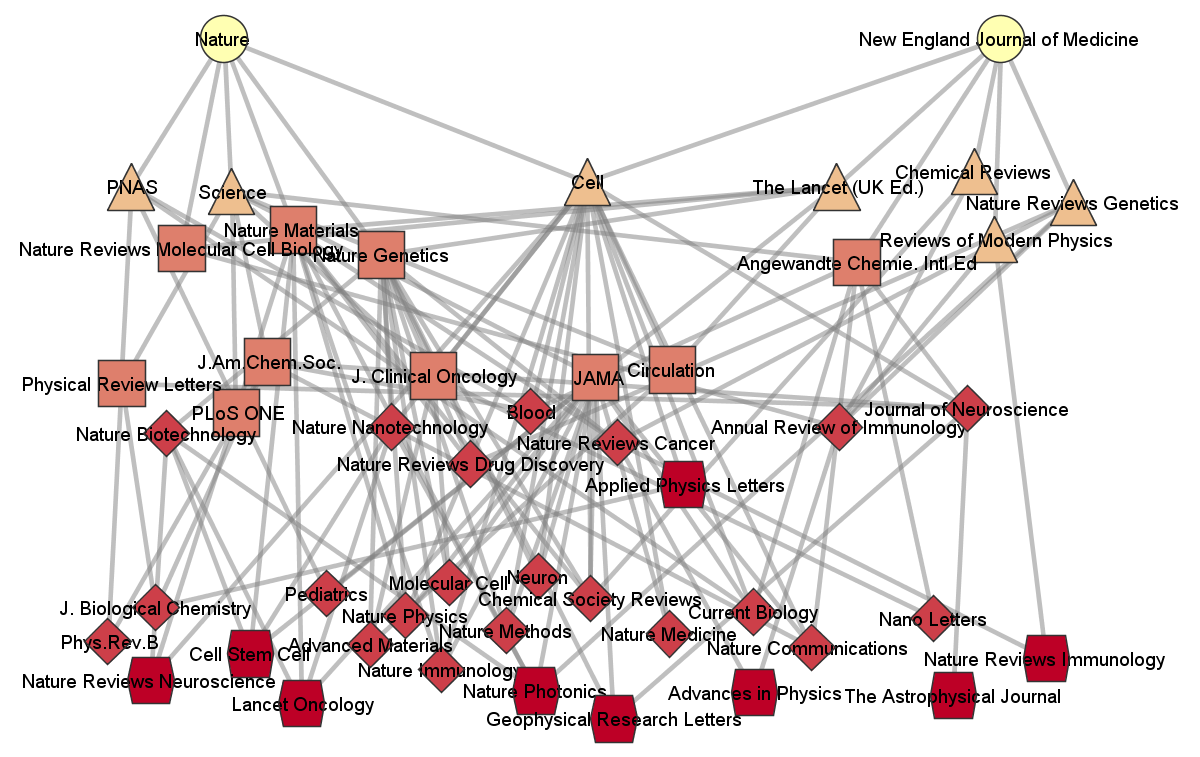 Nature
New England Journal of Medicine
PNAS
Science
Cell
The Lancet (UK Ed.)
Chemical Reviews
Nature Reviews Genetics
Nature Materials
Nature Reviews Molecular Cell Biology
Nature Genetics
Reviews of Modern Physics
Angewandte Chemie. Intl.Ed
Physical Review Letters
J.Am.Chem.Soc.
J. Clinical Oncology
JAMA
Circulation
PLoS ONE
Nature Biotechnology
Nature Nanotechnology
Blood
Nature Reviews Cancer
Annual Review of Immunology
Journal of Neuroscience
Nature Reviews Drug Discovery
Applied Physics Letters
J. Biological Chemistry
Pediatrics
Molecular Cell
Neuron
Chemical Society Reviews
Current Biology
Nano Letters
Phys.Rev.B
Nature Physics
Advanced Materials
Nature Methods
Nature Medicine
Nature Communications
Cell Stem Cell
Nature Immunology
Nature Reviews Immunology
Nature Reviews Neuroscience
Lancet Oncology
Nature Photonics
Geophysical Research Letters
Advances in Physics
The Astrophysical Journal